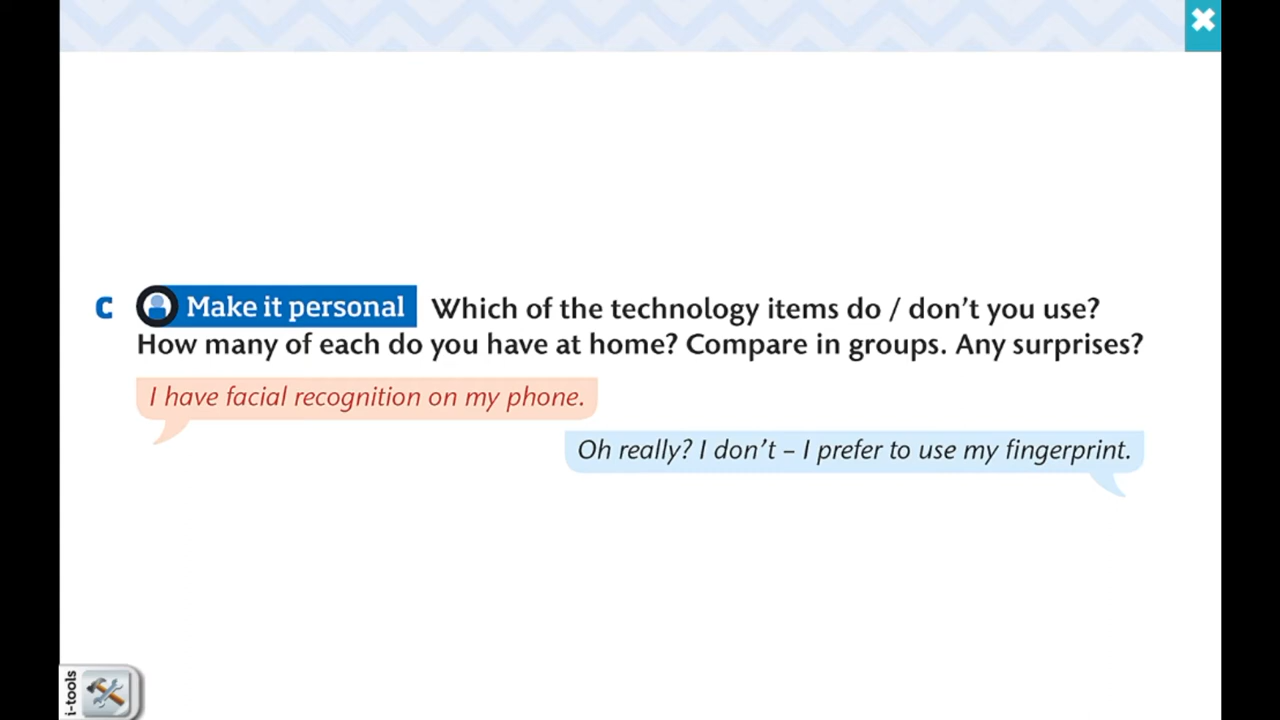 C Make it personal Which of the technology items do / don't you use?
How many of each do you have at home? Compare in groups. Any surprises?
I have facial recognition on my phone.
Oh really? I don't – I prefer to use my fingerprint.
i-tools